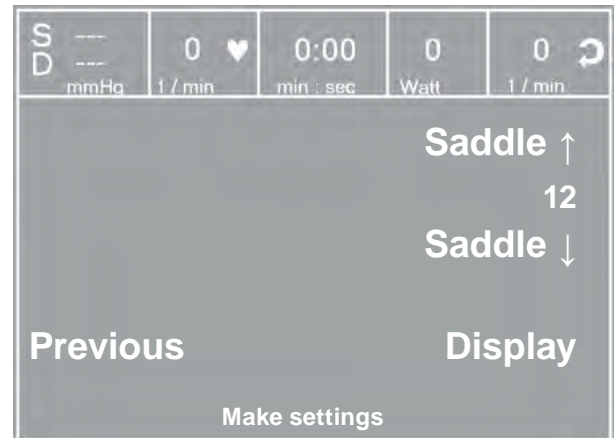 S ---
D ---
mmHg
0 ♥
1 / min
0:00
min : sec
0
Watt
0
1 / min
Saddle ↑
12
Saddle ↓
Previous
Display
Make settings